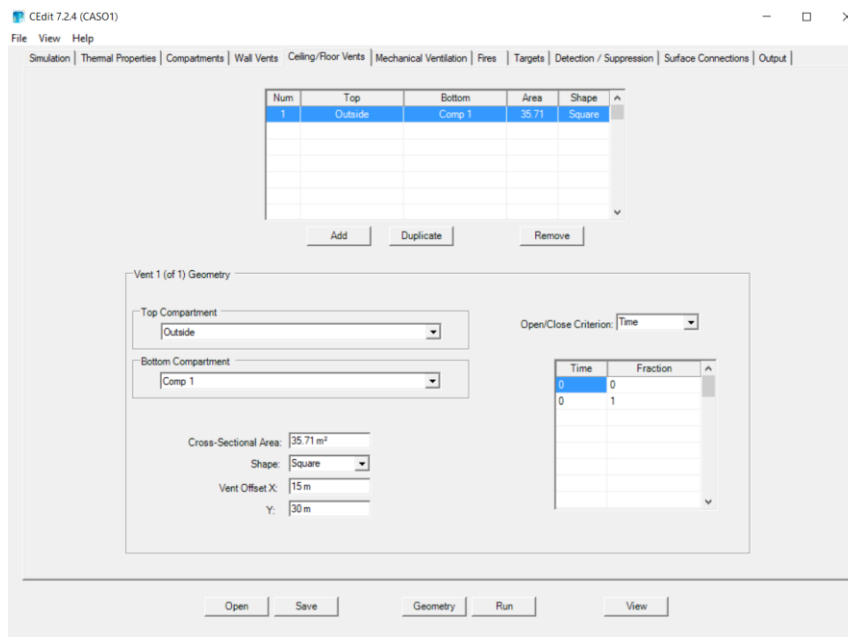 CEdit 7.2.4 (CASO1)
File View Help
Simulation Thermal Properties Compartments Wall Vents Ceiling/Floor Vents Mechanical Ventilation Fires Targets Detection / Suppression Surface Connections Output
Num Top Bottom Area Shape
1 Outside Comp 1 35.71 Square
Add Duplicate Remove
Vent 1 (of 1) Geometry
Top Compartment
Outside
Open/Close Criterion: Time
Bottom Compartment
Comp 1
Time Fraction
0 0
0 1
Cross-Sectional Area: 35.71 m²
Shape: Square
Vent Offset X: 15 m
Y: 30 m
Open Save Geometry Run View